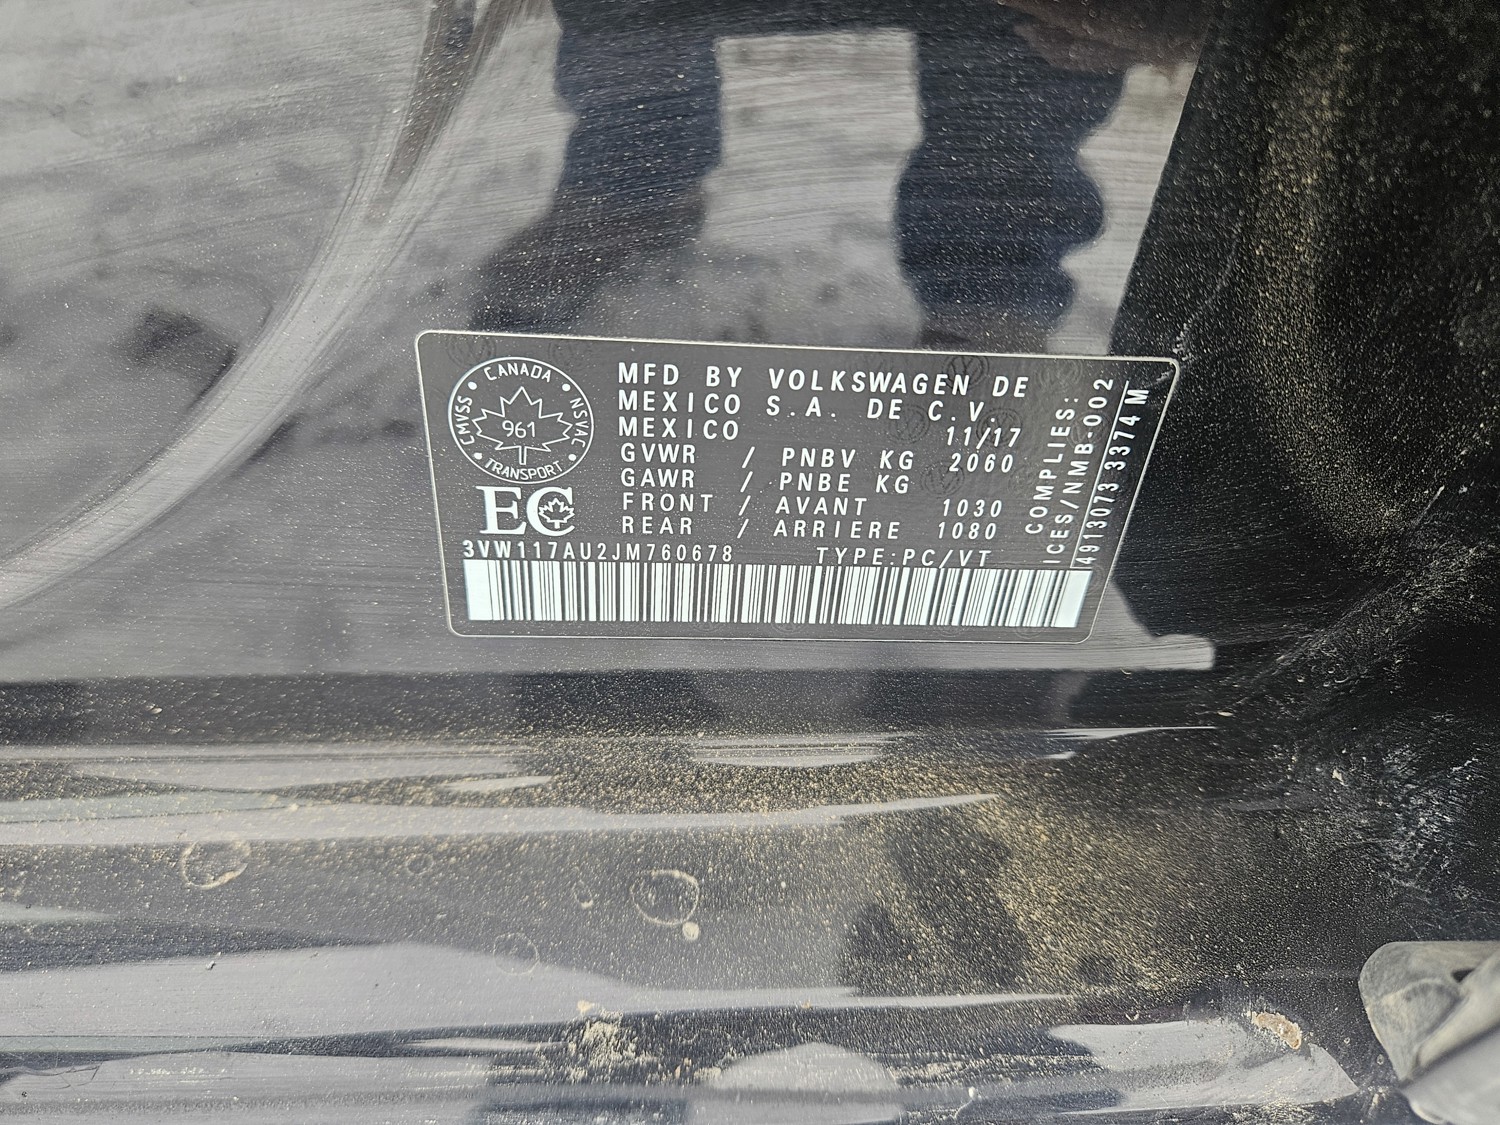 CANADA
CMVSS
NSVAC
961
TRANSPORT
EC
MFD BY VOLKSWAGEN DE
MEXICO S.A. DE C.V.
MEXICO 11/17
GVWR / PNBV KG 2060
GAWR / PNBE KG
FRONT / AVANT 1030
REAR / ARRIERE 1080
3VW117AU2JM760678 TYPE:PC/VT
COMPLIES:
ICES/NMB-002
4913073 3374 M